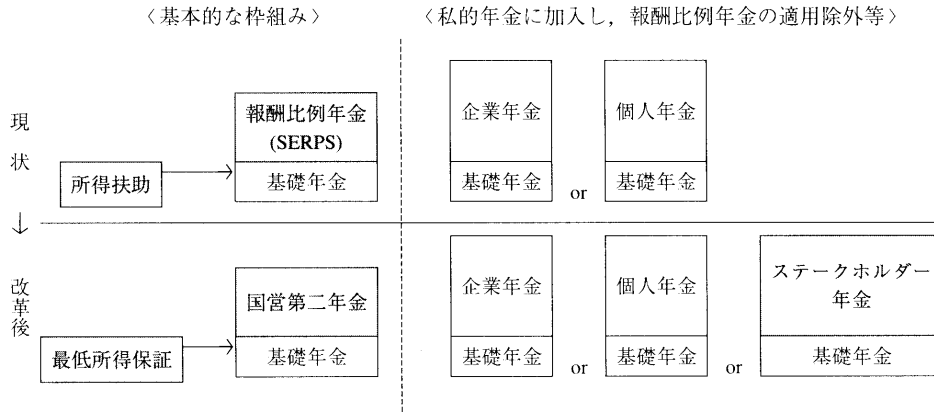 〈基本的な枠組み〉
〈私的年金に加入し，報酬比例年金の適用除外等〉
現状
報酬比例年金
(SERPS)
基礎年金
所得扶助
企業年金
基礎年金
or
個人年金
基礎年金
↓
改革後
国営第二年金
基礎年金
最低所得保証
企業年金
基礎年金
or
個人年金
基礎年金
or
ステークホルダー
年金
基礎年金